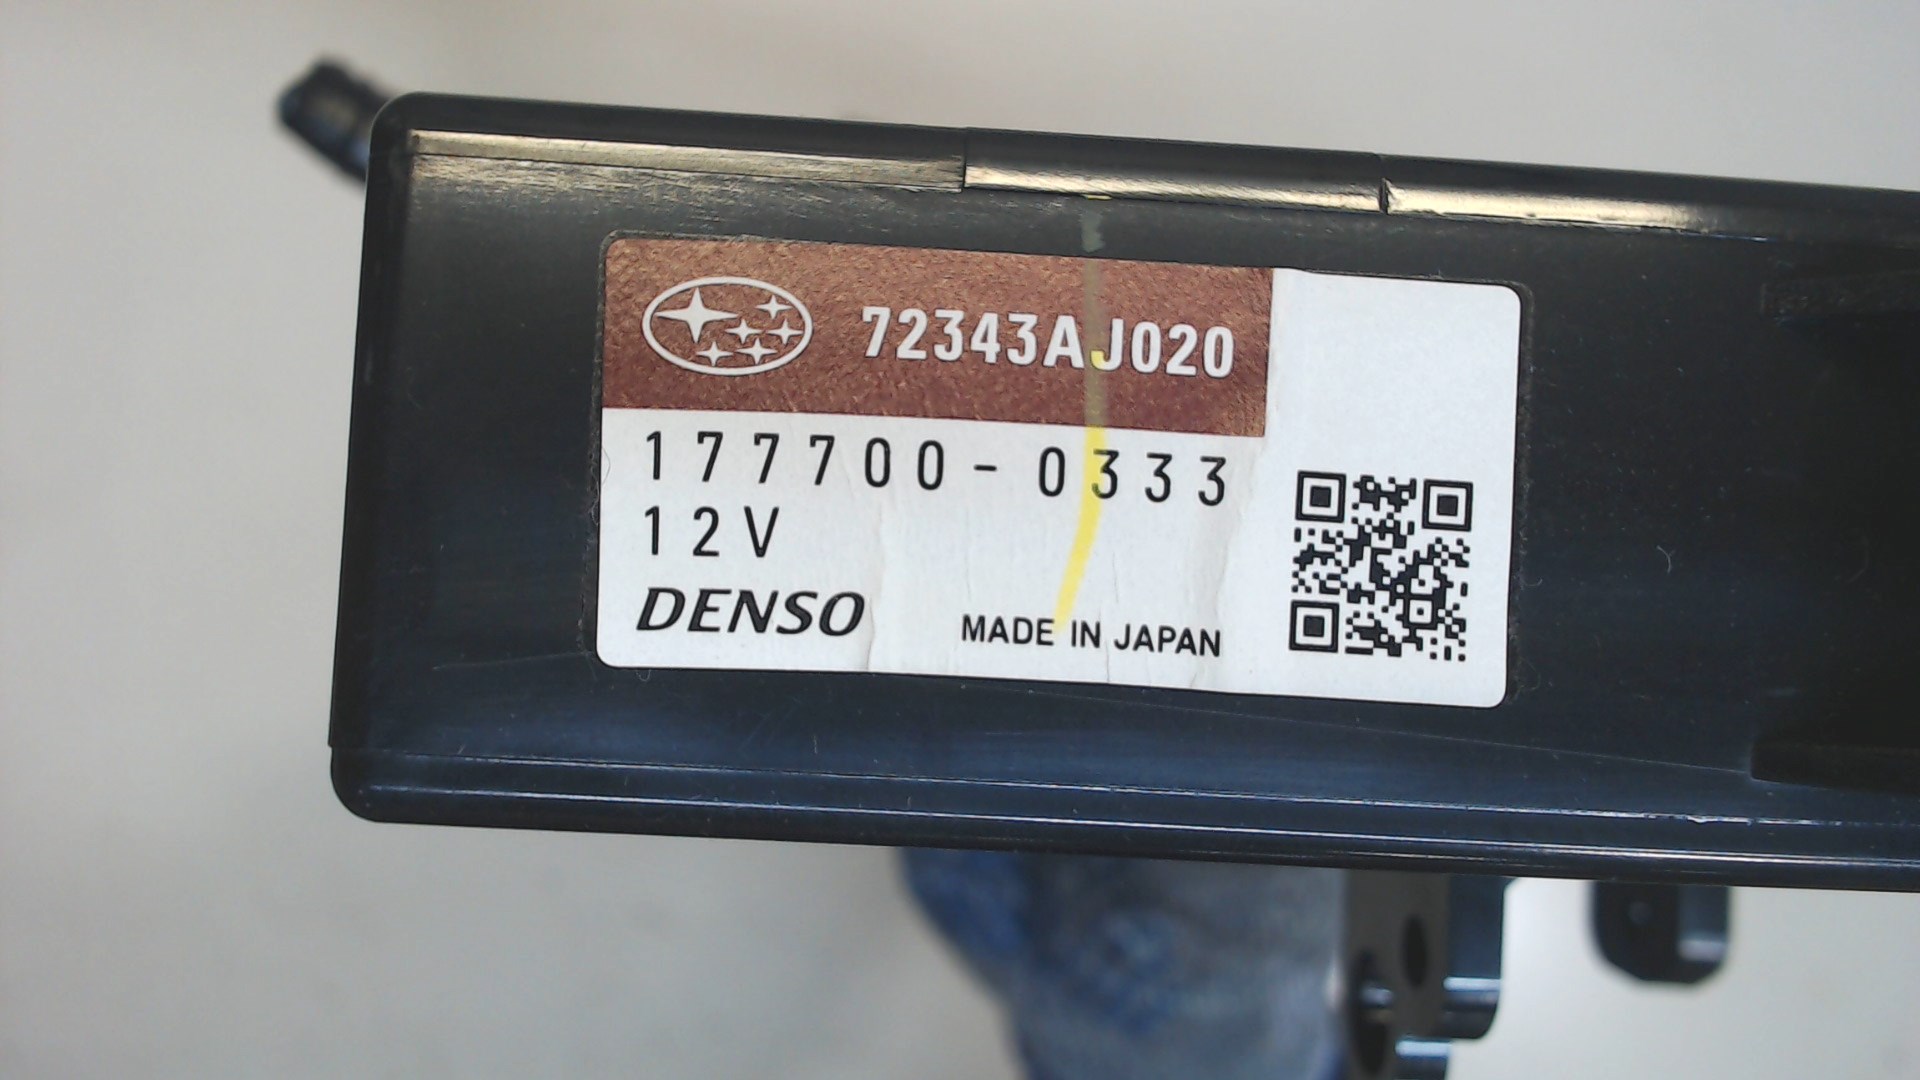 72343AJ020
177700-0333
12V
DENSO
MADE IN JAPAN